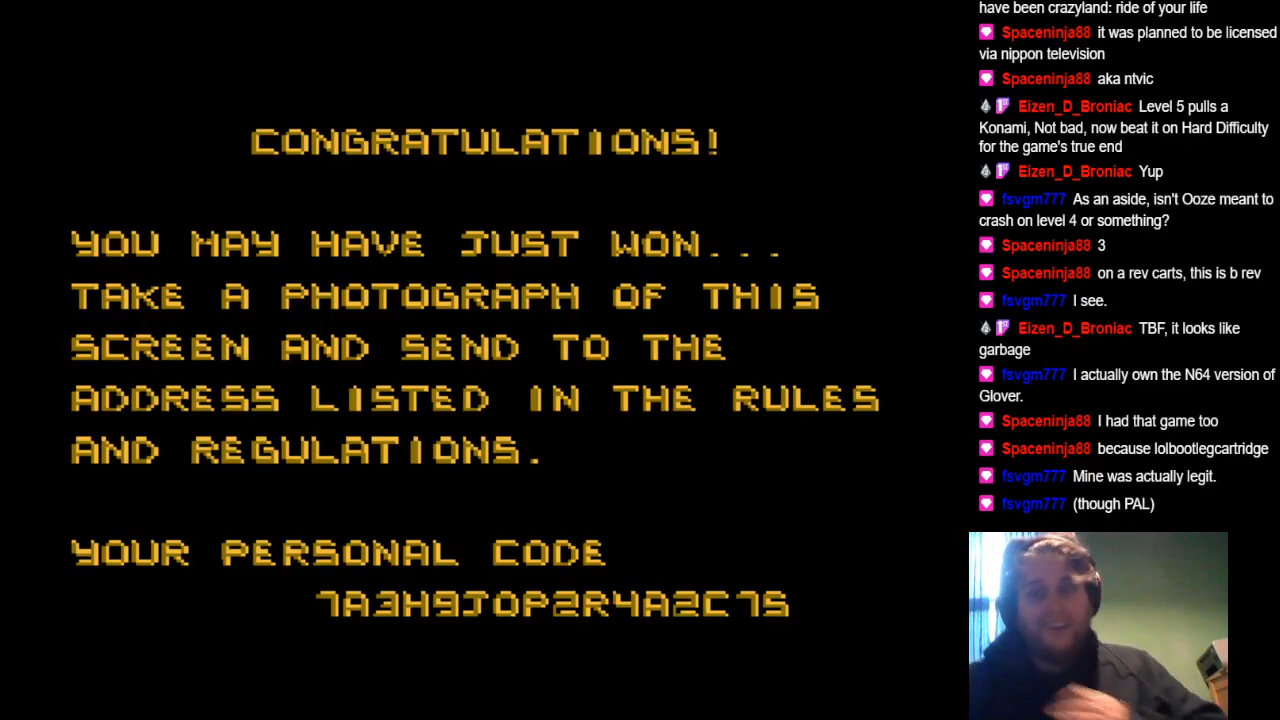 CONGRATULATIONS!
YOU MAY HAVE JUST WON...
TAKE A PHOTOGRAPH OF THIS
SCREEN AND SEND TO THE
ADDRESS LISTED IN THE RULES
AND REGULATIONS.
YOUR PERSONAL CODE
7A3H9JOP2R4A2C7S
have been crazyland: ride of your life
Spaceninja88 it was planned to be licensed
via nippon television
Spaceninja88 aka ntvic
Eizen_D_Broniac Level 5 pulls a
Konami, Not bad, now beat it on Hard Difficulty
for the game's true end
Eizen_D_Broniac Yup
fsvgm777 As an aside, isn't Ooze meant to
crash on level 4 or something?
Spaceninja88 3
Spaceninja88 on a rev carts, this is b rev
fsvgm777 I see.
Eizen_D_Broniac TBF, it looks like
garbage
fsvgm777 I actually own the N64 version of
Glover.
Spaceninja88 I had that game too
Spaceninja88 because lolbootlegcartridge
fsvgm777 Mine was actually legit.
fsvgm777 (though PAL)